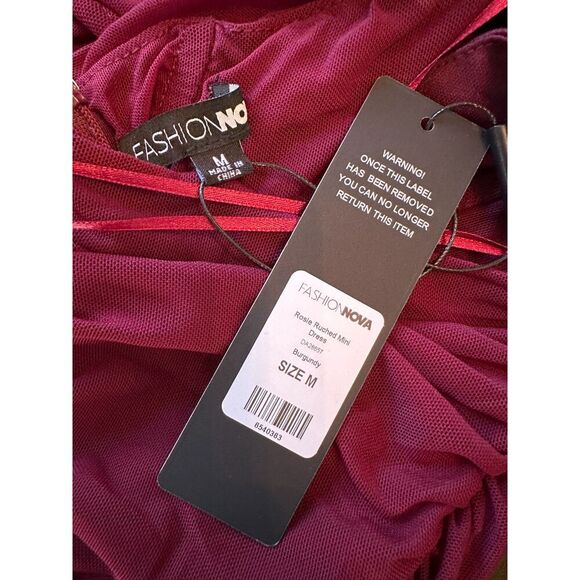 FASHIONNOVA
M
MADE IN
CHINA
WARNING!
ONCE THIS LABEL
HAS BEEN REMOVED
YOU CAN NO LONGER
RETURN THIS ITEM
FASHIONNOVA
Rosie Ruched Mini
Dress
DA26657
Burgundy
SIZE M
8540383